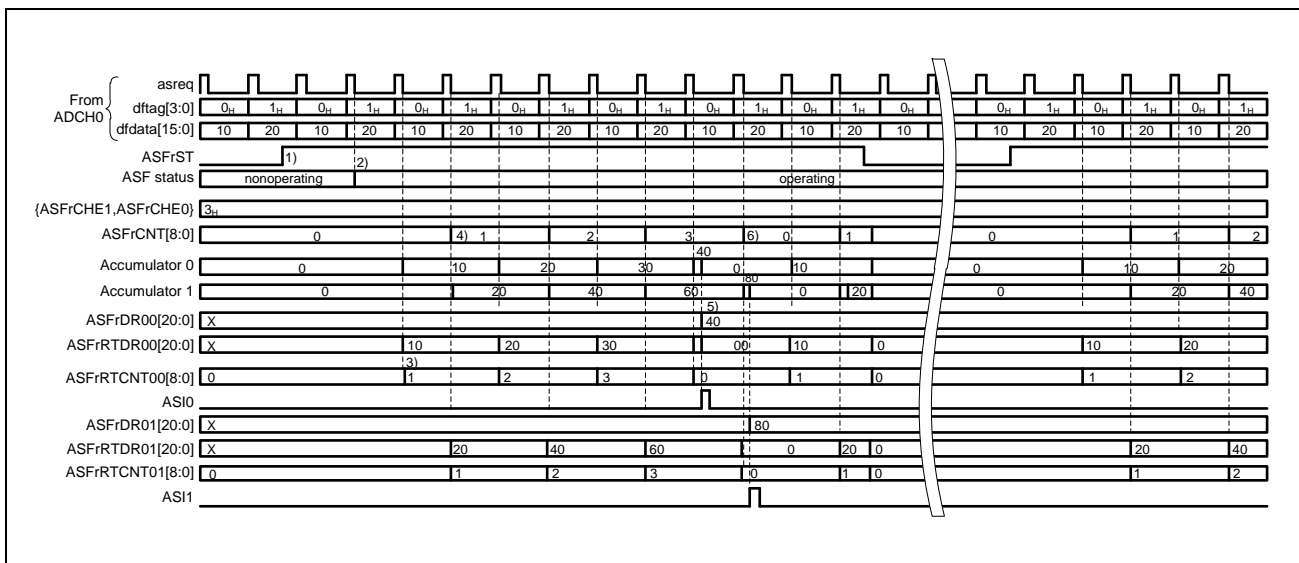 asreq
From ADCH0
dftag[3:0] 0H 1H 0H 1H 0H 1H 0H 1H 0H 1H 0H 1H 0H 1H 0H 0H 1H 0H 1H 0H 1H
dfdata[15:0] 10 20 10 20 10 20 10 20 10 20 10 20 10 20 10 10 20 10 20 10 20
ASFrST 1) 2)
ASF status nonoperating operating
{ASFrCHE1,ASFrCHE0} 3H
ASFrCNT[8:0] 0 4) 1 2 3 6) 0 1 0 1 2
40
Accumulator 0 0 10 20 30 0 10 0 10 20
80
Accumulator 1 0 20 40 60 0 20 0 20 40
5)
ASFrDR00[20:0] X 40
ASFrRTDR00[20:0] X 10 20 30 00 10 0 10 20
3)
ASFrRTCNT00[8:0] 0 1 2 3 0 1 0 1 2
ASI0
ASFrDR01[20:0] X 80
ASFrRTDR01[20:0] X 20 40 60 0 20 0 20 40
ASFrRTCNT01[8:0] 0 1 2 3 0 1 0 1 2
ASI1